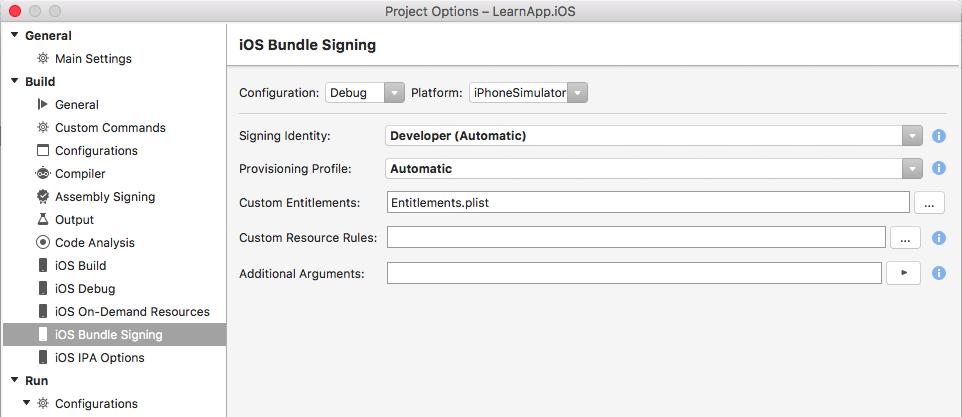 Project Options – LearnApp.iOS
General
Main Settings
Build
General
Custom Commands
Configurations
Compiler
Assembly Signing
Output
Code Analysis
iOS Build
iOS Debug
iOS On-Demand Resources
iOS Bundle Signing
iOS IPA Options
Run
Configurations
iOS Bundle Signing
Configuration: Debug Platform: iPhoneSimulator
Signing Identity: Developer (Automatic)
Provisioning Profile: Automatic
Custom Entitlements: Entitlements.plist ...
Custom Resource Rules: ...
Additional Arguments: